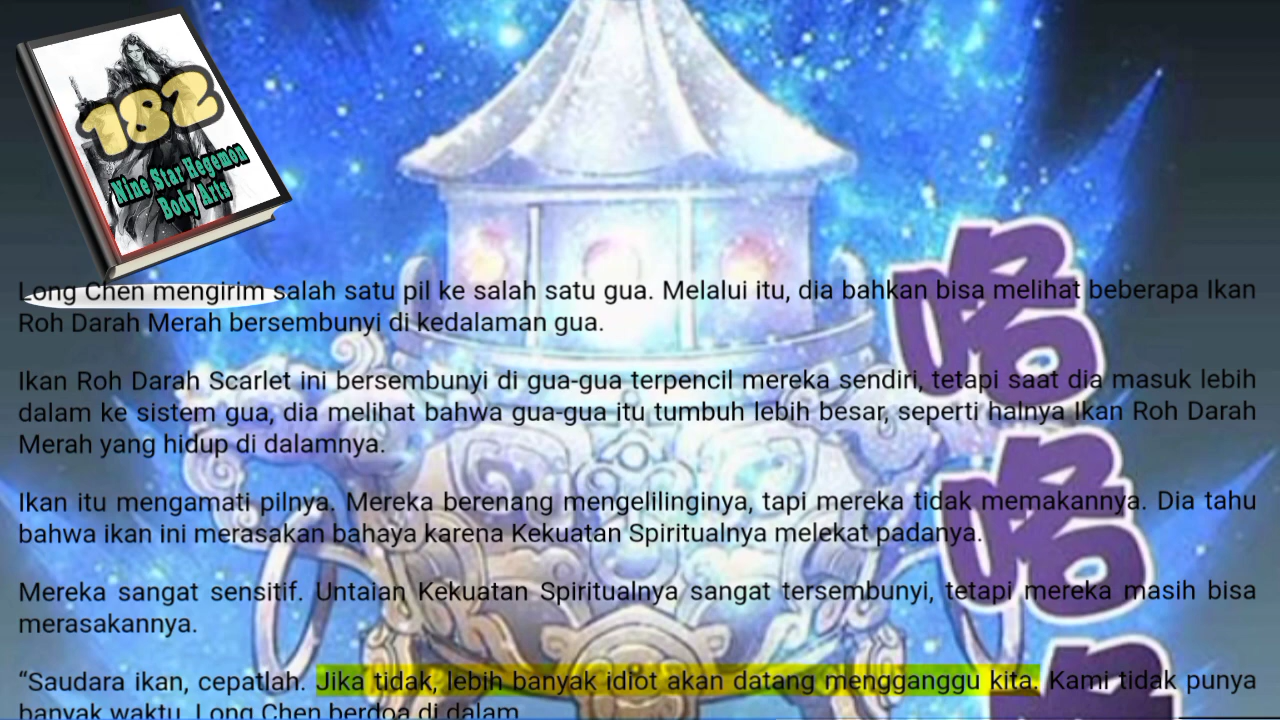 182
Nine Star Hegemon
Body Arts
Long Chen mengirim salah satu pil ke salah satu gua. Melalui itu, dia bahkan bisa melihat beberapa Ikan
Roh Darah Merah bersembunyi di kedalaman gua.
Ikan Roh Darah Scarlet ini bersembunyi di gua-gua terpencil mereka sendiri, tetapi saat dia masuk lebih
dalam ke sistem gua, dia melihat bahwa gua-gua itu tumbuh lebih besar, seperti halnya Ikan Roh Darah
Merah yang hidup di dalamnya.
Ikan itu mengamati pilnya. Mereka berenang mengelilinginya, tapi mereka tidak memakannya. Dia tahu
bahwa ikan ini merasakan bahaya karena Kekuatan Spiritualnya melekat padanya.
Mereka sangat sensitif. Untaian Kekuatan Spiritualnya sangat tersembunyi, tetapi mereka masih bisa
merasakannya.
“Saudara ikan, cepatlah. Jika tidak, lebih banyak idiot akan datang mengganggu kita. Kami tidak punya
banyak waktu. Long Chen berdoa di dalam